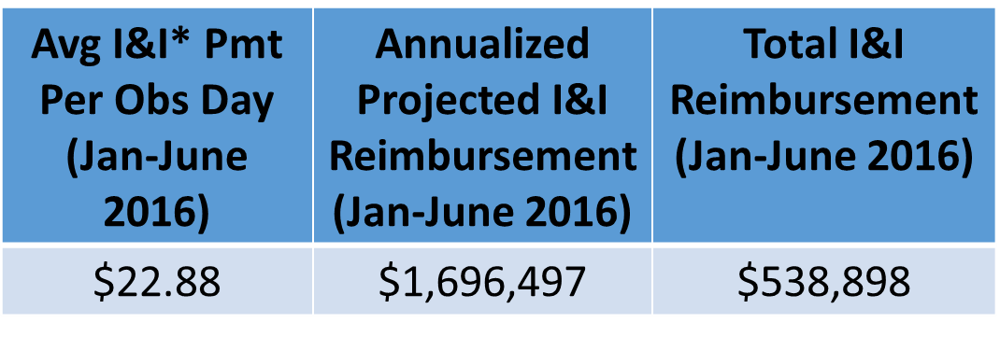 Avg I&I* Pmt
Per Obs Day
(Jan-June
2016)
Annualized
Projected I&I
Reimbursement
(Jan-June 2016)
Total I&I
Reimbursement
(Jan-June 2016)
$22.88
$1,696,497
$538,898